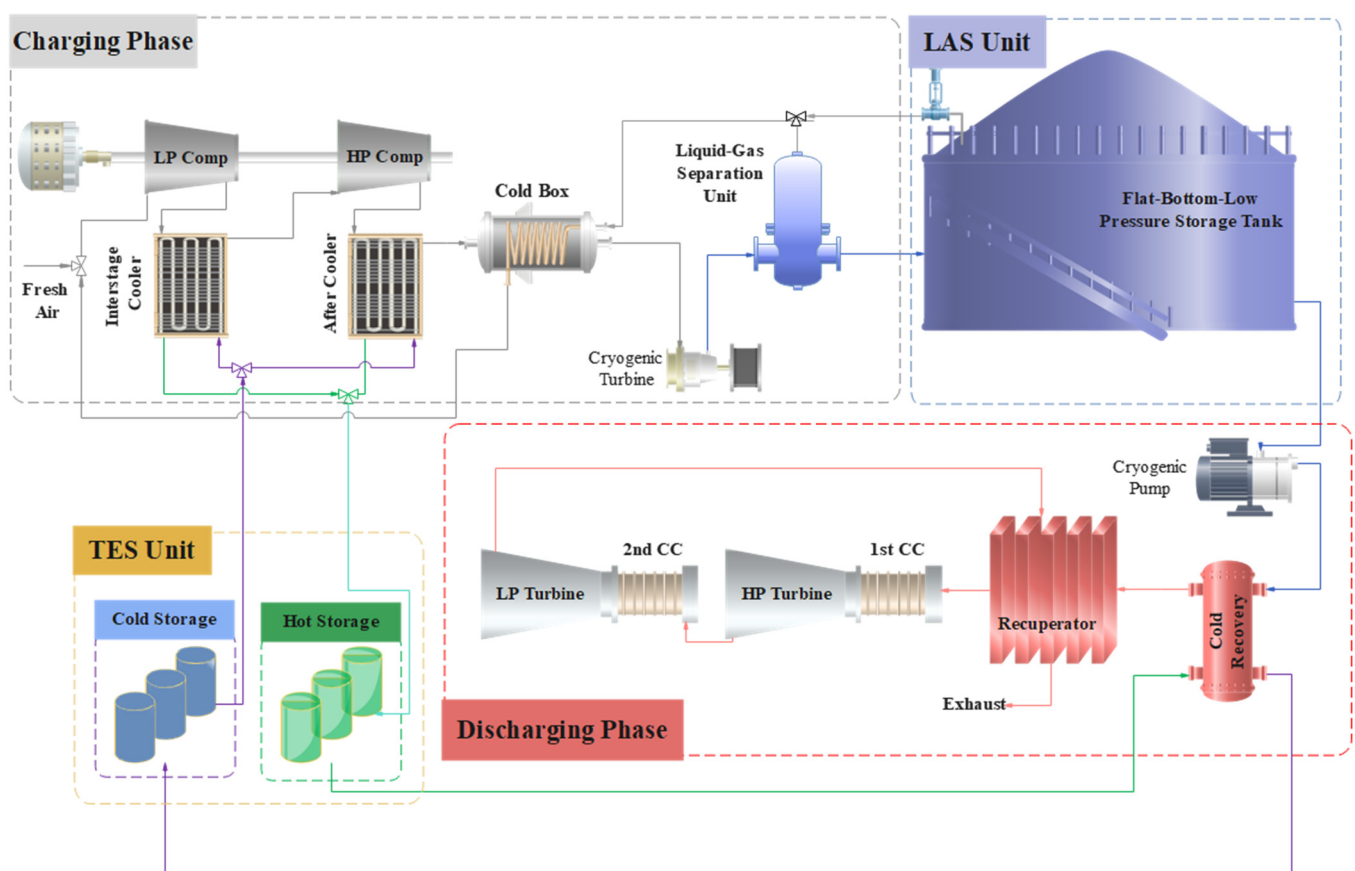 Charging Phase
LAS Unit
LP Comp
HP Comp
Liquid-Gas
Separation
Unit
Cold Box
Flat-Bottom-Low
Pressure Storage Tank
Fresh
Air
Interstage
Cooler
After Cooler
Cryogenic
Turbine
Cryogenic
Pump
TES Unit
2nd CC
1st CC
LP Turbine
HP Turbine
Recuperator
Cold
Recovery
Cold Storage
Hot Storage
Exhaust
Discharging Phase